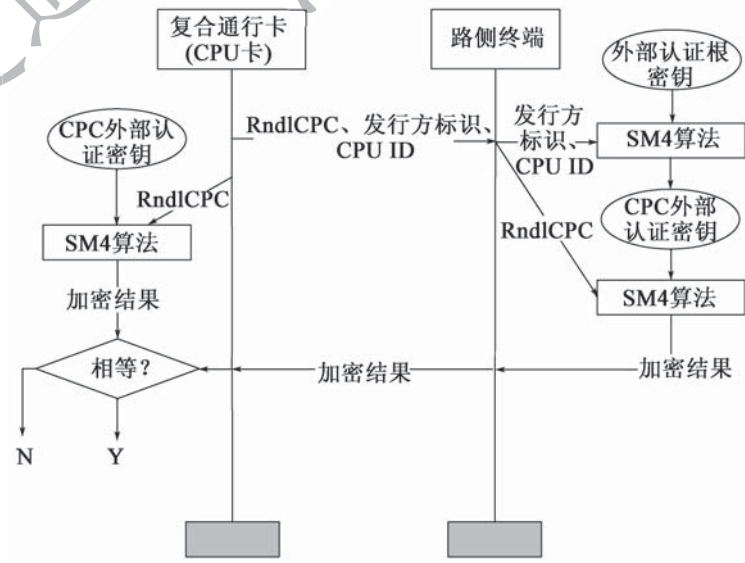 复合通行卡
(CPU卡)
路侧终端
外部认证根
密钥
CPC外部认
证密钥
RndlCPC、发行方标识、
CPU ID
发行方
标识、
CPU ID
SM4算法
RndlCPC
CPC外部
认证密钥
SM4算法
RndlCPC
SM4算法
加密结果
相等?
加密结果
加密结果
N
Y